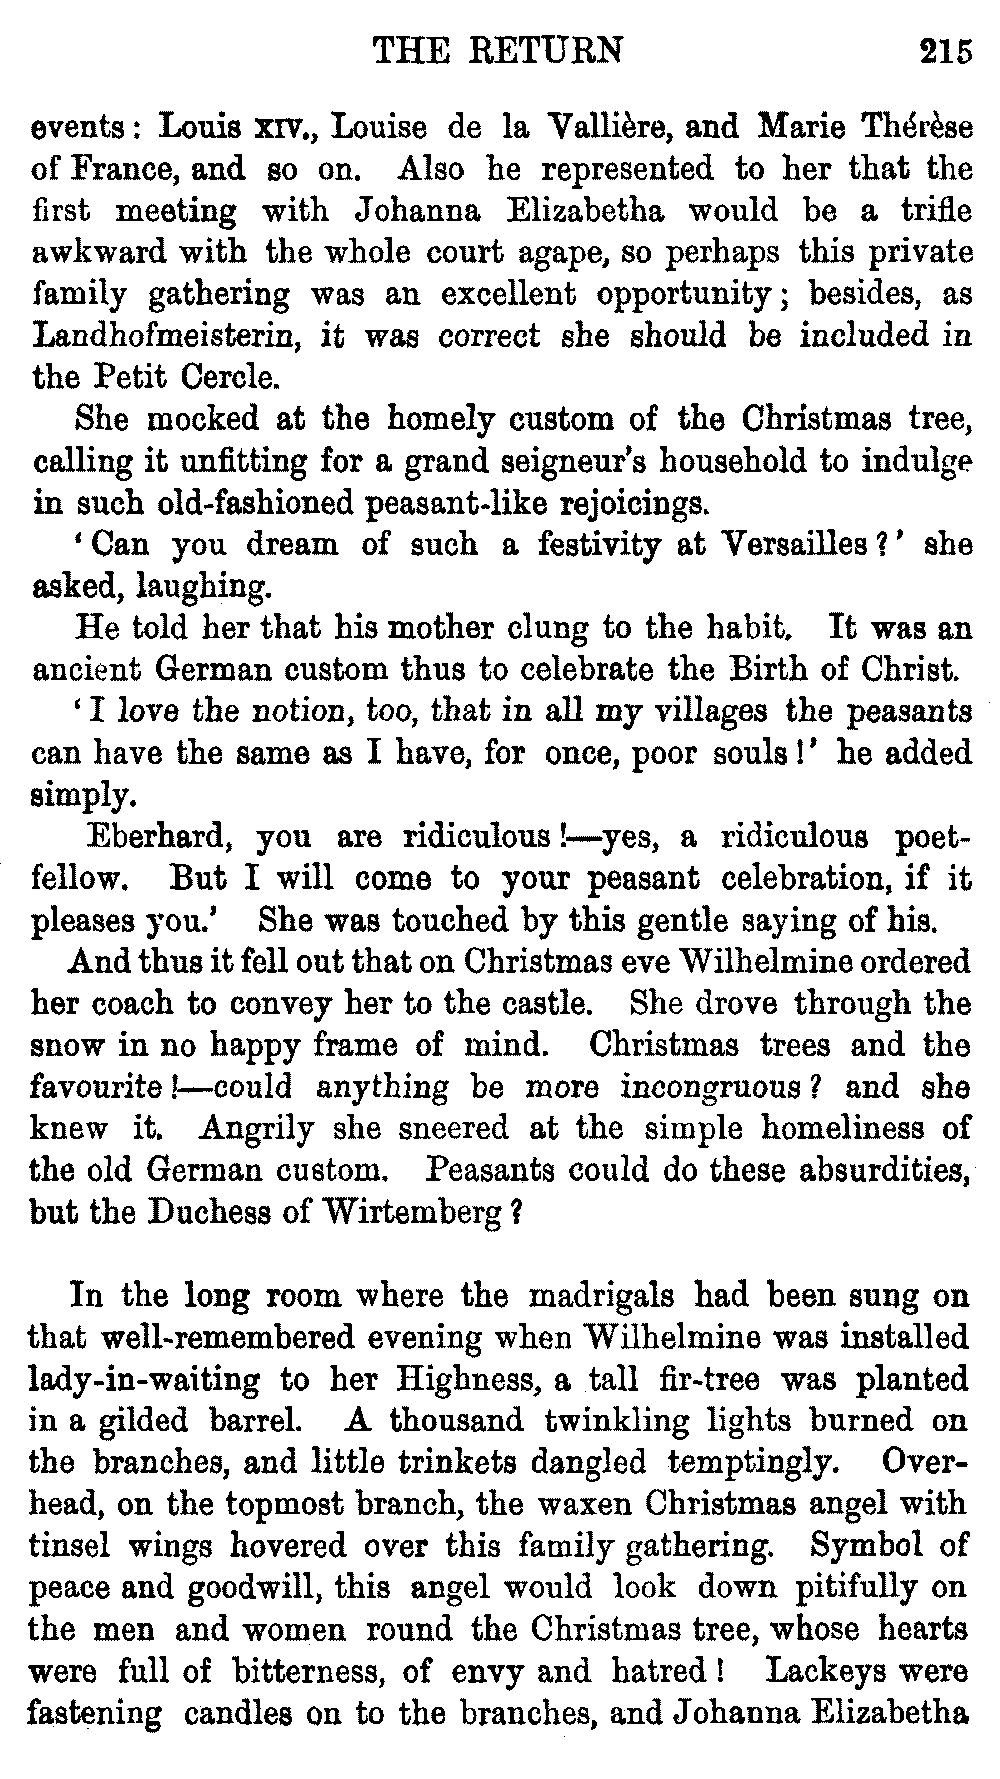 THE RETURN 215
events: Louis XIV., Louise de la Vallière, and Marie Thérèse
of France, and so on. Also he represented to her that the
first meeting with Johanna Elizabetha would be a trifle
awkward with the whole court agape, so perhaps this private
family gathering was an excellent opportunity; besides, as
Landhofmeisterin, it was correct she should be included in
the Petit Cercle.
She mocked at the homely custom of the Christmas tree,
calling it unfitting for a grand seigneur's household to indulge
in such old-fashioned peasant-like rejoicings.
'Can you dream of such a festivity at Versailles?' she
asked, laughing.
He told her that his mother clung to the habit. It was an
ancient German custom thus to celebrate the Birth of Christ.
'I love the notion, too, that in all my villages the peasants
can have the same as I have, for once, poor souls!' he added
simply.
Eberhard, you are ridiculous!—yes, a ridiculous poet-
fellow. But I will come to your peasant celebration, if it
pleases you.' She was touched by this gentle saying of his.
And thus it fell out that on Christmas eve Wilhelmine ordered
her coach to convey her to the castle. She drove through the
snow in no happy frame of mind. Christmas trees and the
favourite!—could anything be more incongruous? and she
knew it. Angrily she sneered at the simple homeliness of
the old German custom. Peasants could do these absurdities,
but the Duchess of Wirtemberg?
In the long room where the madrigals had been sung on
that well-remembered evening when Wilhelmine was installed
lady-in-waiting to her Highness, a tall fir-tree was planted
in a gilded barrel. A thousand twinkling lights burned on
the branches, and little trinkets dangled temptingly. Over-
head, on the topmost branch, the waxen Christmas angel with
tinsel wings hovered over this family gathering. Symbol of
peace and goodwill, this angel would look down pitifully on
the men and women round the Christmas tree, whose hearts
were full of bitterness, of envy and hatred! Lackeys were
fastening candles on to the branches, and Johanna Elizabetha